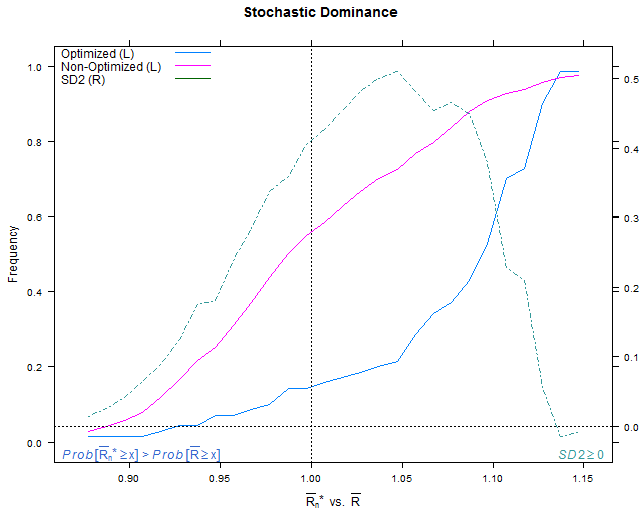 Stochastic Dominance
Optimized (L)
Non-Optimized (L)
SD2 (R)
1.0
0.8
0.6
0.4
0.2
0.0
Frequency
0.5
0.4
0.3
0.2
0.1
0.0
Prob[R̅ₙ* ≥ x] > Prob[R̅ ≥ x]
SD2 ≥ 0
0.90 0.95 1.00 1.05 1.10 1.15
R̅ₙ* vs. R̅